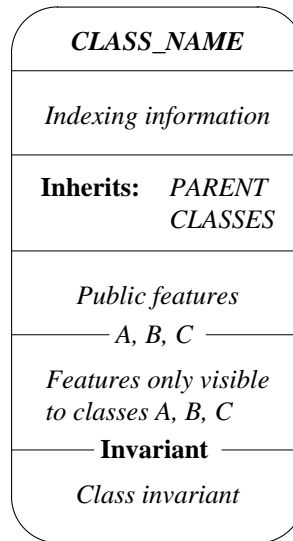 CLASS_NAME
Indexing information
Inherits: PARENT
CLASSES
Public features
A, B, C
Features only visible
to classes A, B, C
Invariant
Class invariant